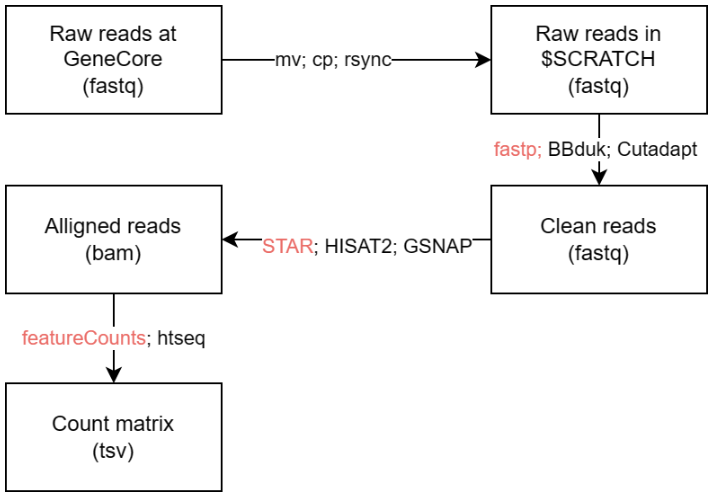 Raw reads at
GeneCore
(fastq)
mv; cp; rsync
Raw reads in
$SCRATCH
(fastq)
fastp; BBduk; Cutadapt
Clean reads
(fastq)
STAR; HISAT2; GSNAP
Alligned reads
(bam)
featureCounts; htseq
Count matrix
(tsv)